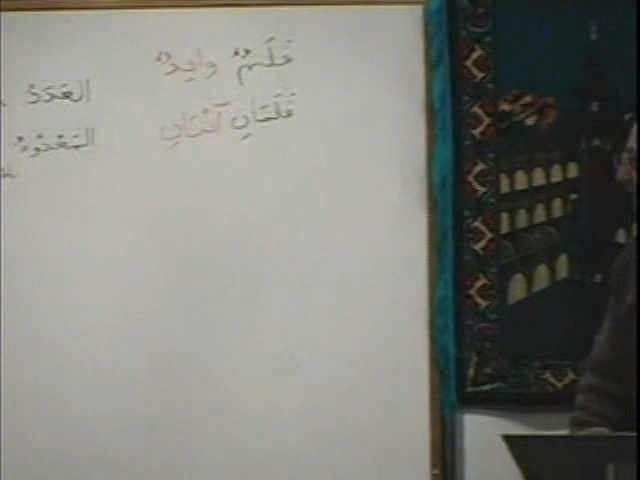 قَلَمٌ وَاحِدٌ
قَلَمَانِ اثْنَانِ
العَدَدُ
المَعْدُودُ